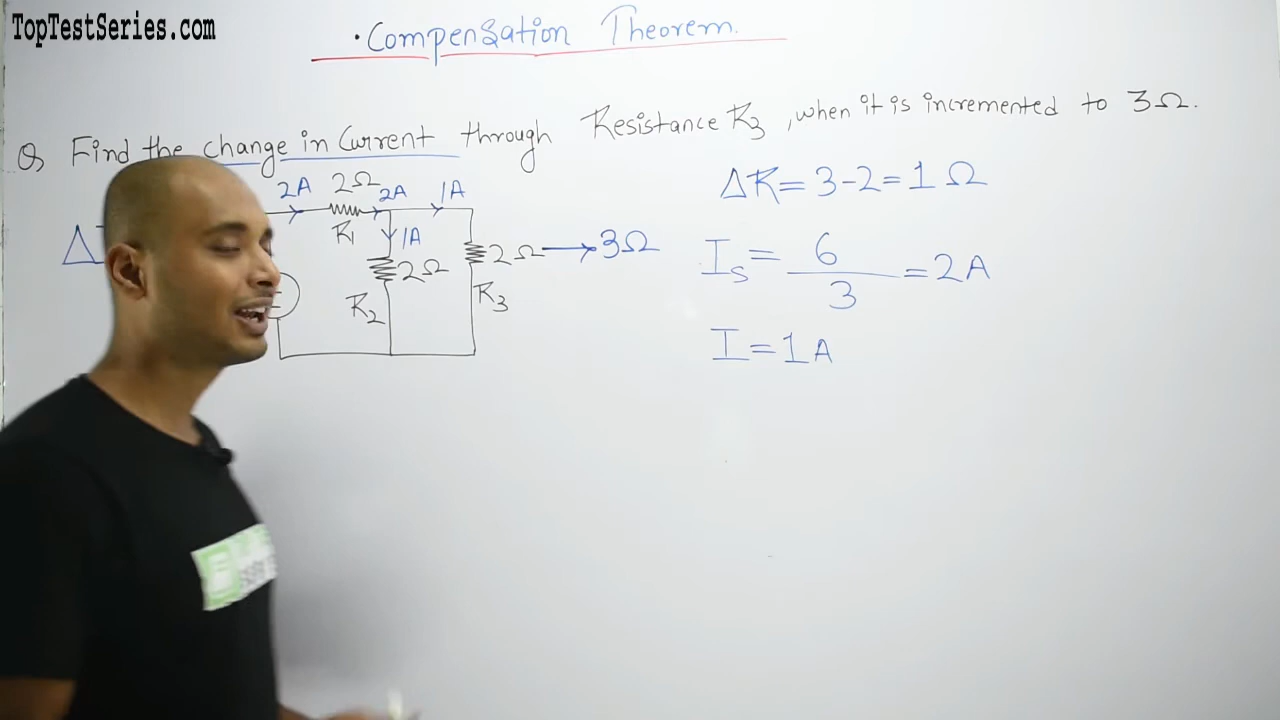 TopTestSeries.com
• Compensation Theorem.
Q Find the change in Current through Resistance R3, when it is incremented to 3Ω.
2A 2Ω 2A 1A
R1
Δ
1A
2Ω
R2
2Ω → 3Ω
R3
ΔR = 3-2 = 1 Ω
IS = 6/3 = 2A
I = 1A